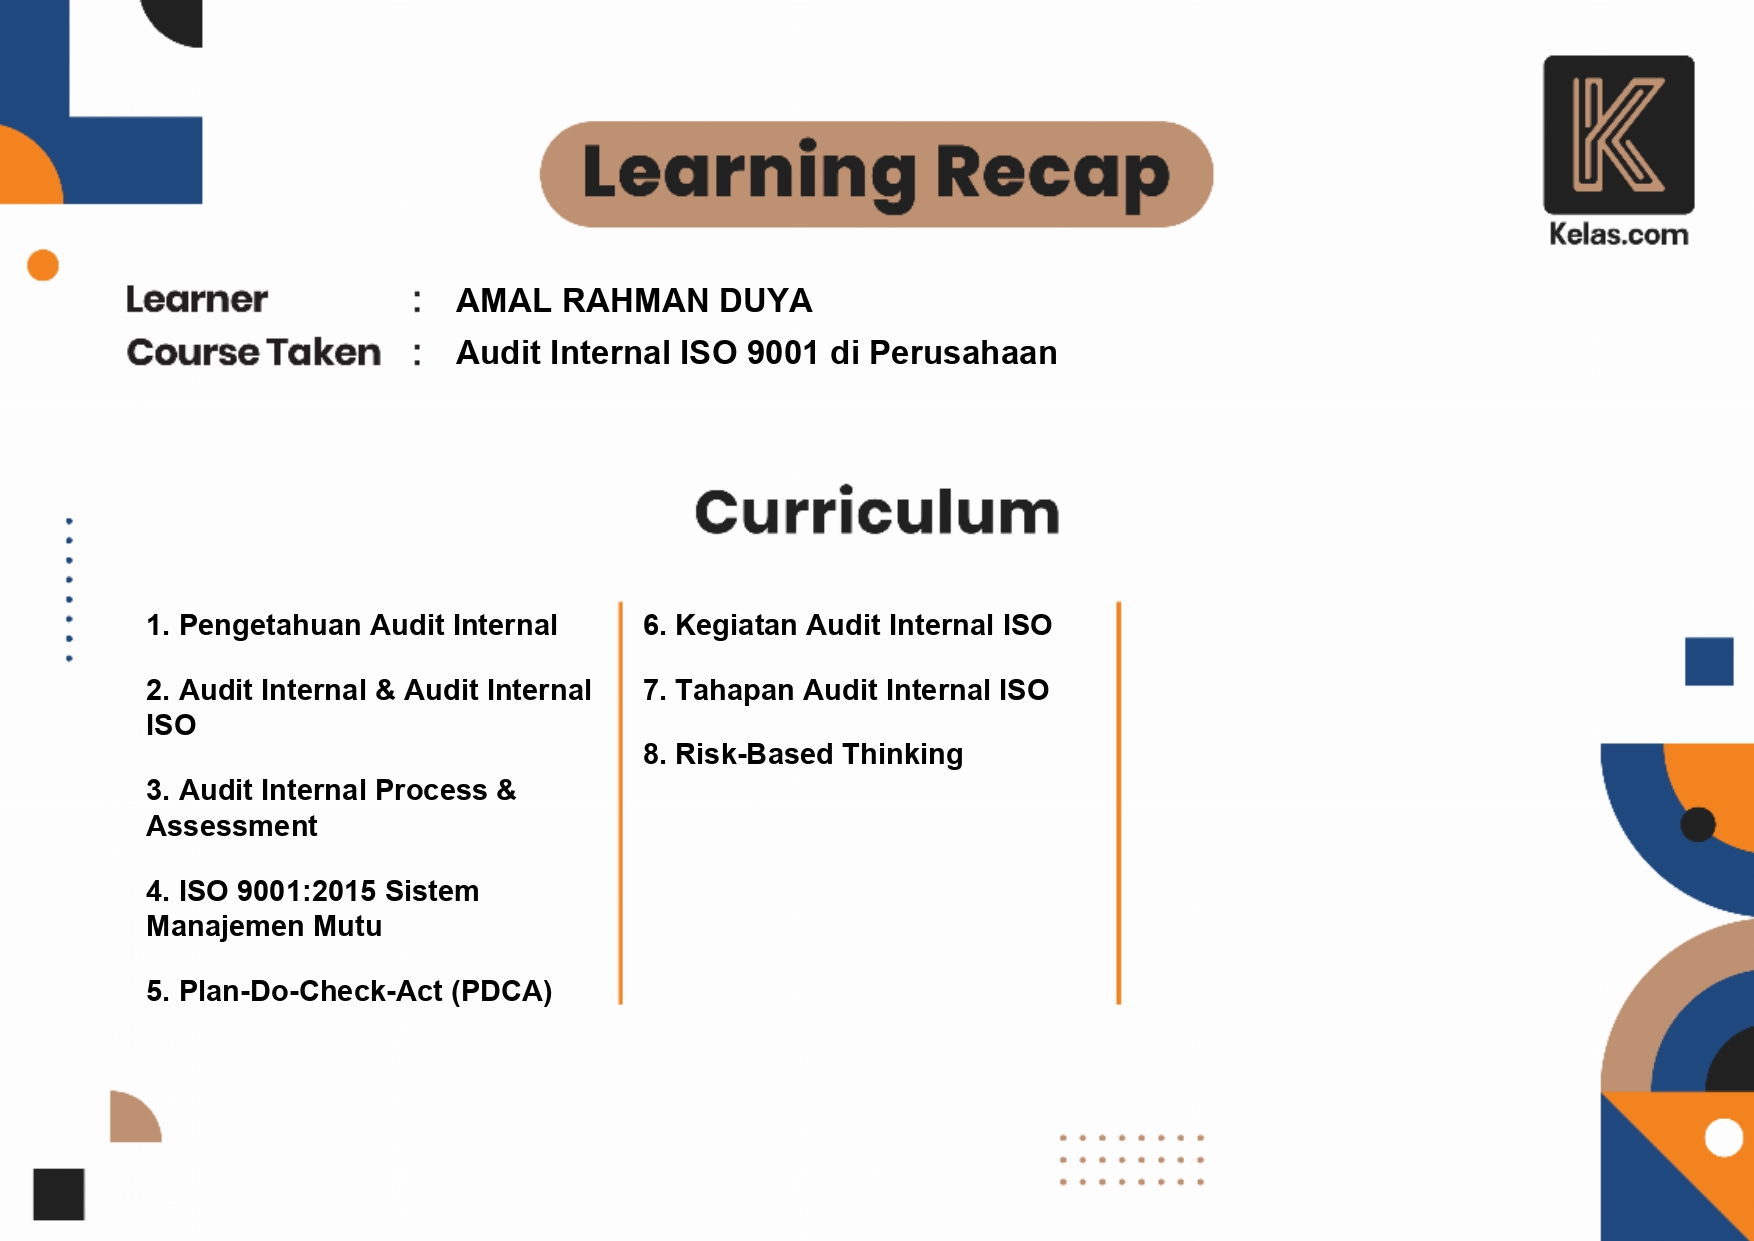 Learning Recap
Kelas.com
Learner : AMAL RAHMAN DUYA
Course Taken : Audit Internal ISO 9001 di Perusahaan
Curriculum
1. Pengetahuan Audit Internal
2. Audit Internal & Audit Internal
ISO
3. Audit Internal Process &
Assessment
4. ISO 9001:2015 Sistem
Manajemen Mutu
5. Plan-Do-Check-Act (PDCA)
6. Kegiatan Audit Internal ISO
7. Tahapan Audit Internal ISO
8. Risk-Based Thinking